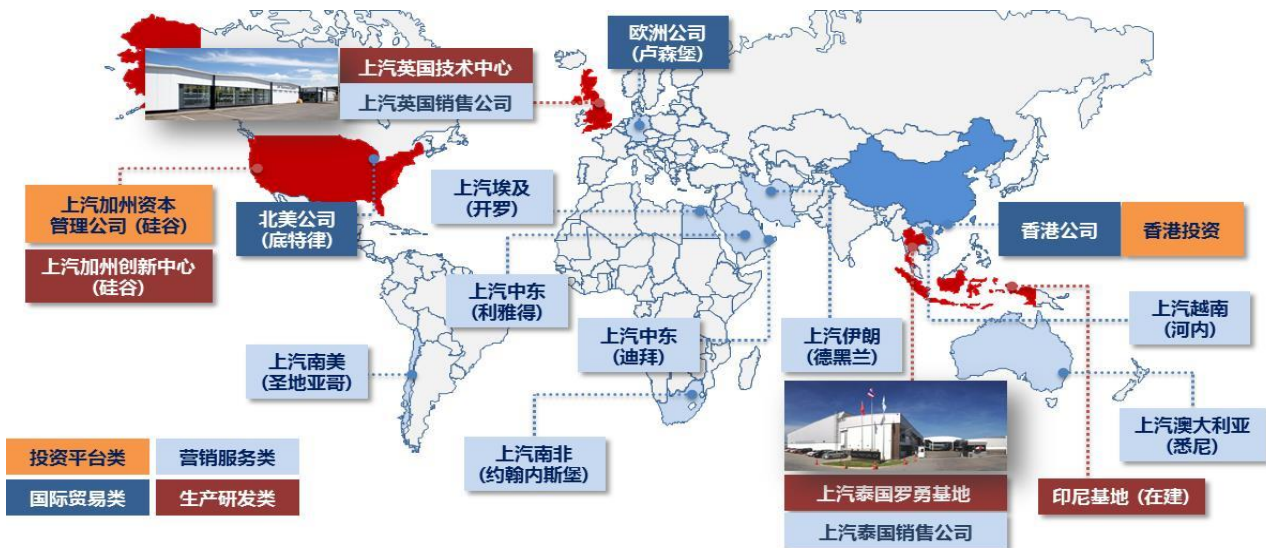 欧洲公司
(卢森堡)
上汽英国技术中心
上汽英国销售公司
上汽加州资本
管理公司 (硅谷)
上汽加州创新中心
(硅谷)
北美公司
(底特律)
上汽埃及
(开罗)
上汽中东
(利雅得)
上汽中东
(迪拜)
上汽伊朗
(德黑兰)
香港公司
香港投资
上汽越南
(河内)
上汽南美
(圣地亚哥)
上汽南非
(约翰内斯堡)
上汽澳大利亚
(悉尼)
上汽泰国罗勇基地
上汽泰国销售公司
印尼基地 (在建)
投资平台类
营销服务类
国际贸易类
生产研发类